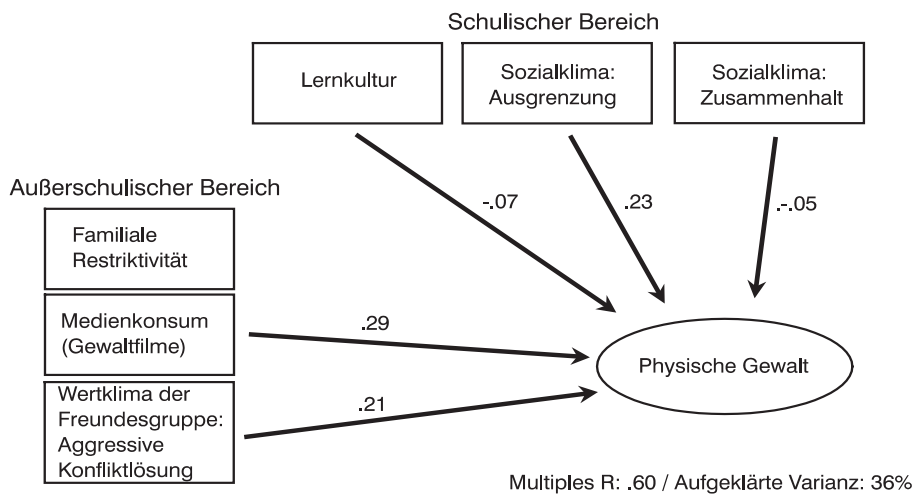 Schulischer Bereich
Lernkultur
Sozialklima:
Ausgrenzung
Sozialklima:
Zusammenhalt
-.07
.23
.-.05
Außerschulischer Bereich
Familiale
Restriktivität
Medienkonsum
(Gewaltfilme)
.29
Physische Gewalt
Wertklima der
Freundesgruppe:
Aggressive
Konfliktlösung
.21
Multiples R: .60 / Aufgeklärte Varianz: 36%